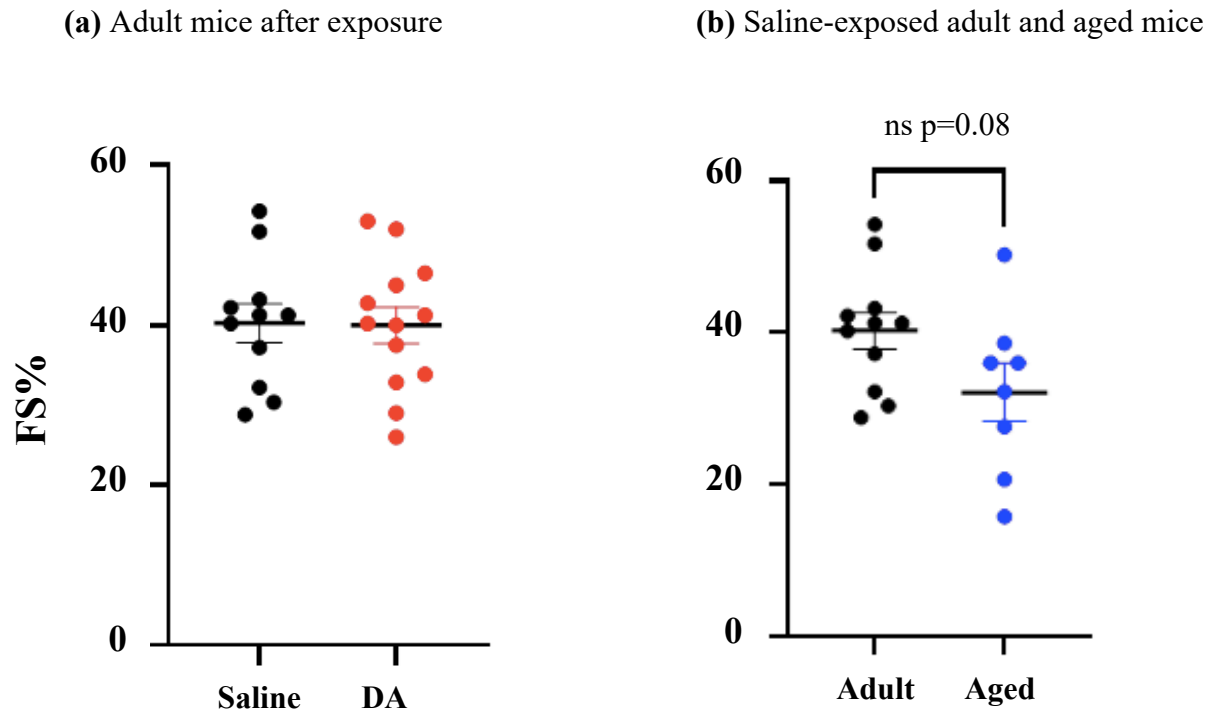 (a) Adult mice after exposure
FS%
60
40
20
0
Saline DA
(b) Saline-exposed adult and aged mice
ns p=0.08
60
40
20
0
Adult Aged